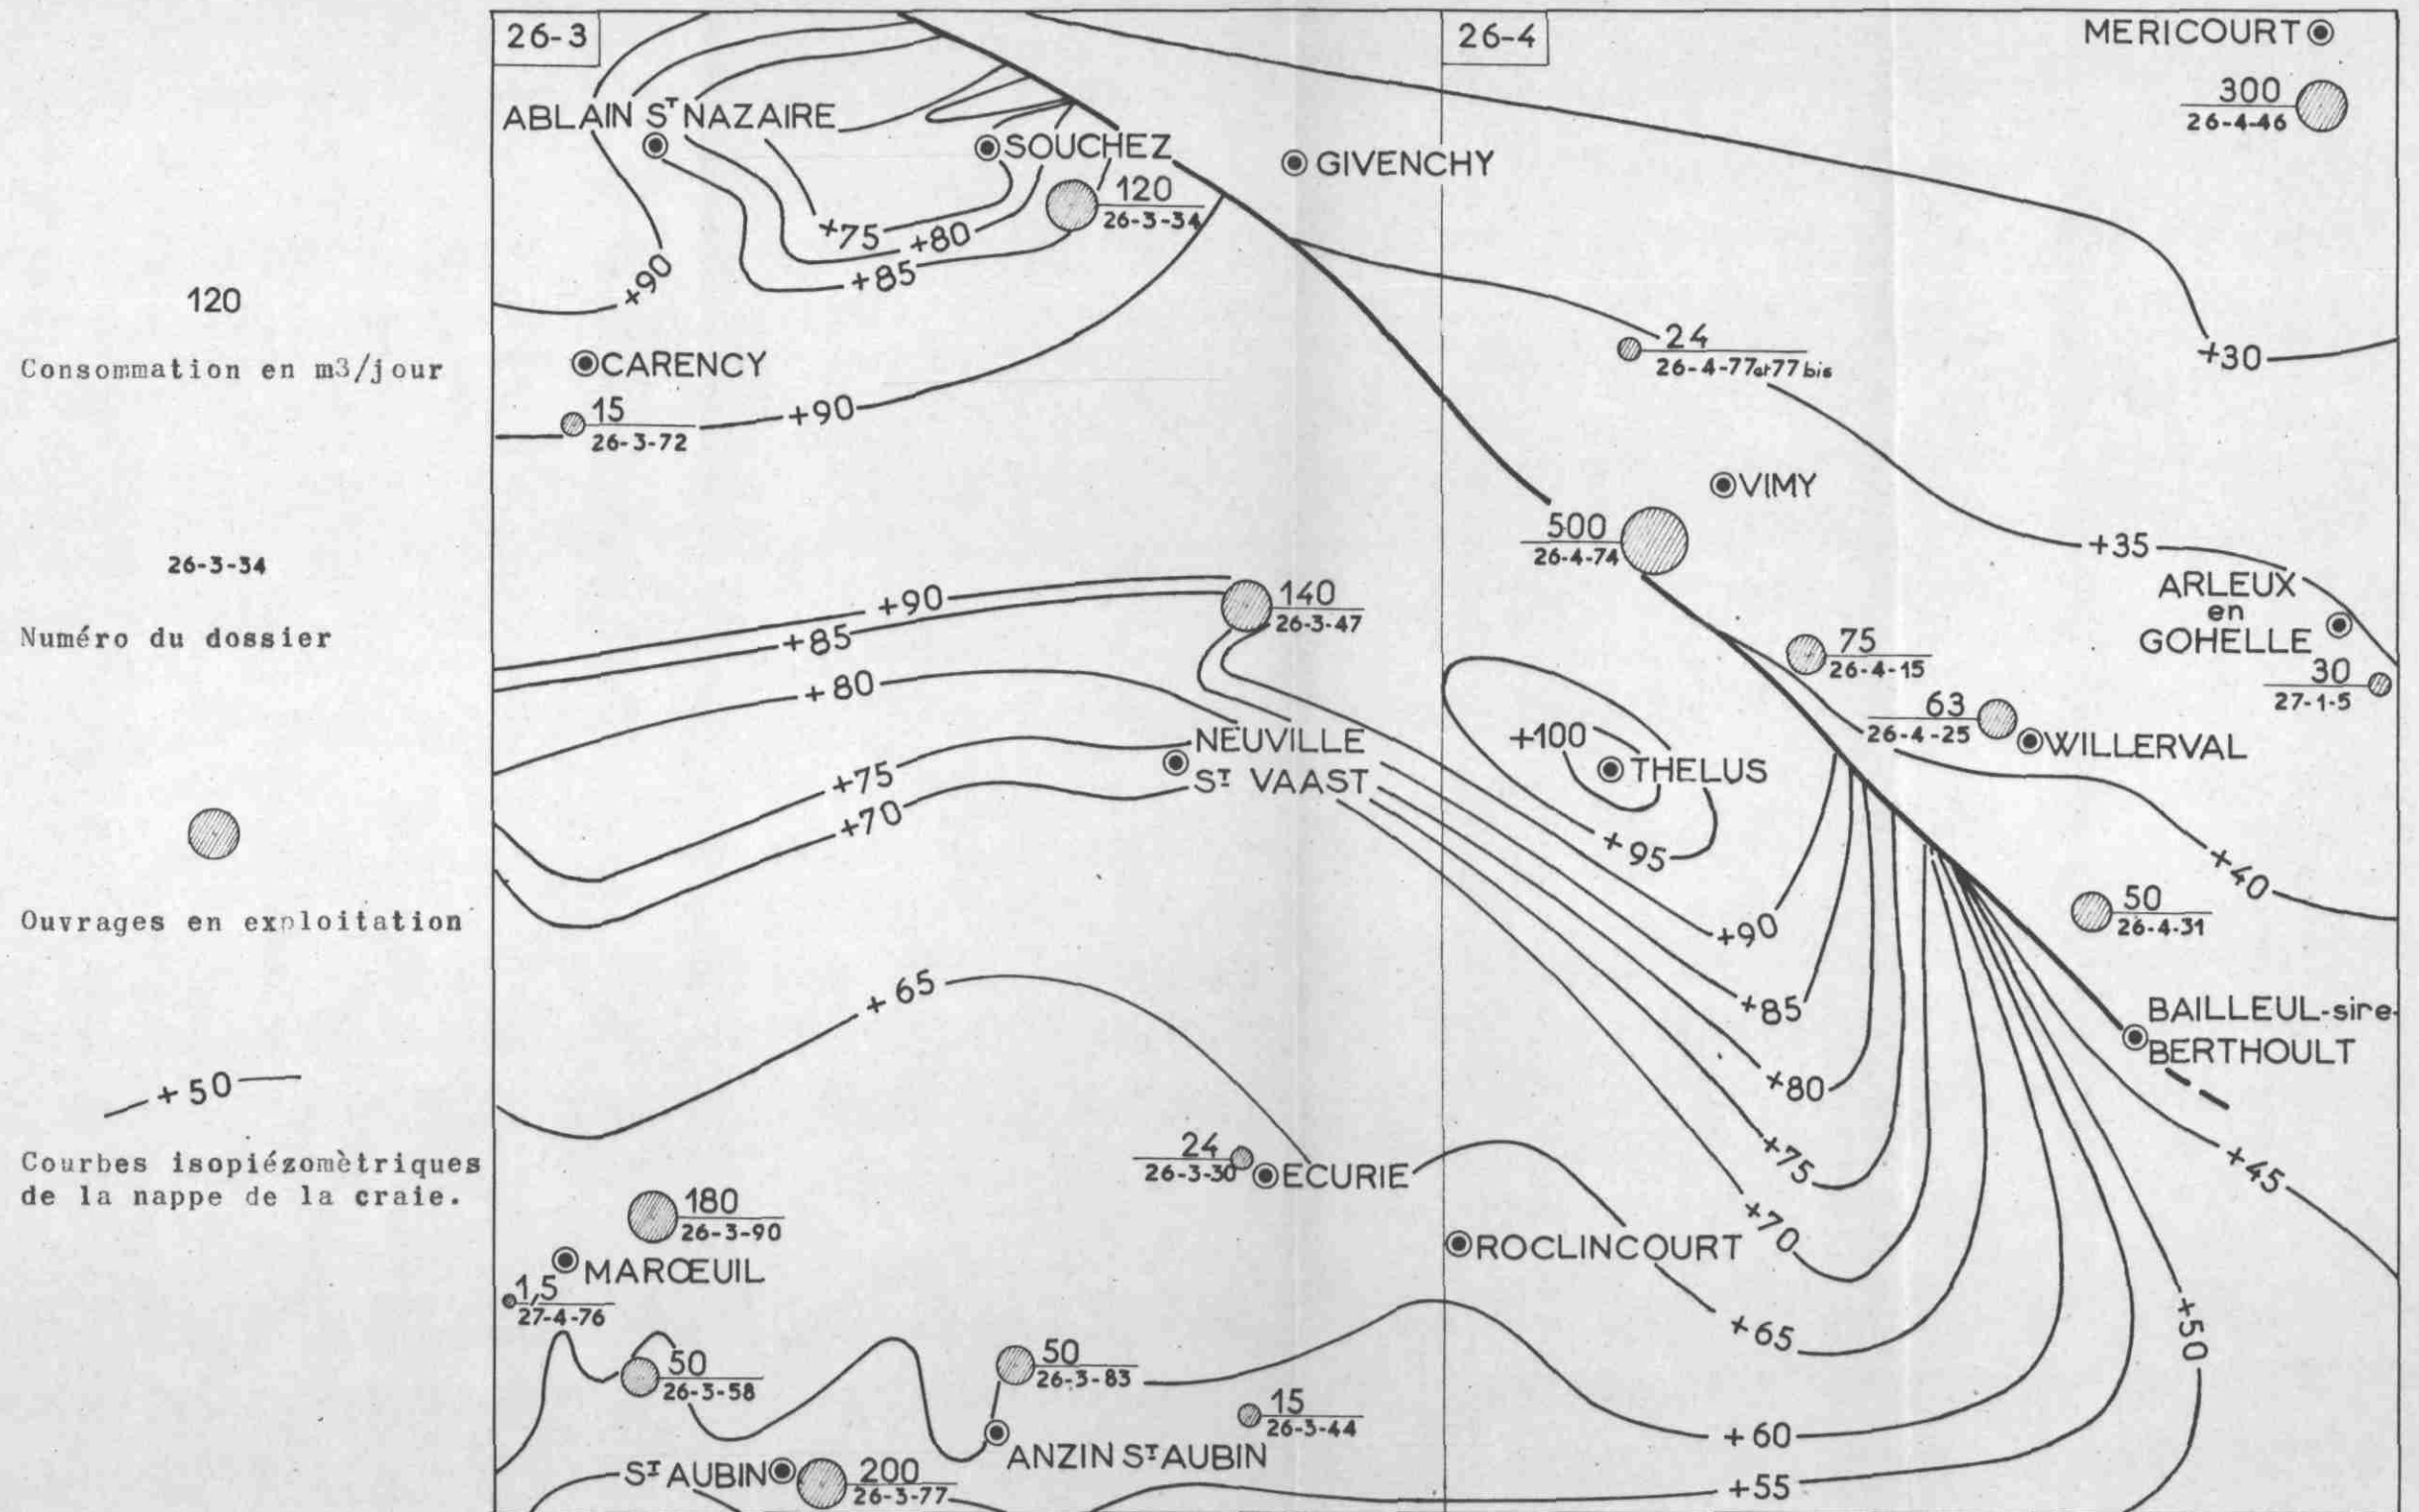 120
Consommation en m3/jour
26-3-34
Numéro du dossier
Ouvrages en exploitation
+50
Courbes isopiézomètriques
de la nappe de la craie.
26-3
26-4
MERICOURT
300
26-4-46
ABLAIN ST NAZAIRE
SOUCHEZ
GIVENCHY
120
26-3-34
+75
+80
+85
+90
24
26-4-77et77 bis
+30
CARENCY
15
26-3-72
+90
VIMY
500
26-4-74
+35
ARLEUX
en
GOHELLE
30
27-1-5
+90
140
26-3-47
+85
75
26-4-15
+80
63
26-4-25
WILLERVAL
NEUVILLE
ST VAAST
+100
THELUS
+75
+70
+95
+40
+90
50
26-4-31
+65
+85
BAILLEUL-sire-
BERTHOULT
+80
24
26-3-30
ECURIE
+75
+45
180
26-3-90
+70
ROCLINCOURT
MARŒUIL
1,5
27-4-76
+65
+50
50
26-3-58
50
26-3-83
15
26-3-44
+60
ANZIN ST AUBIN
ST AUBIN
200
26-3-77
+55